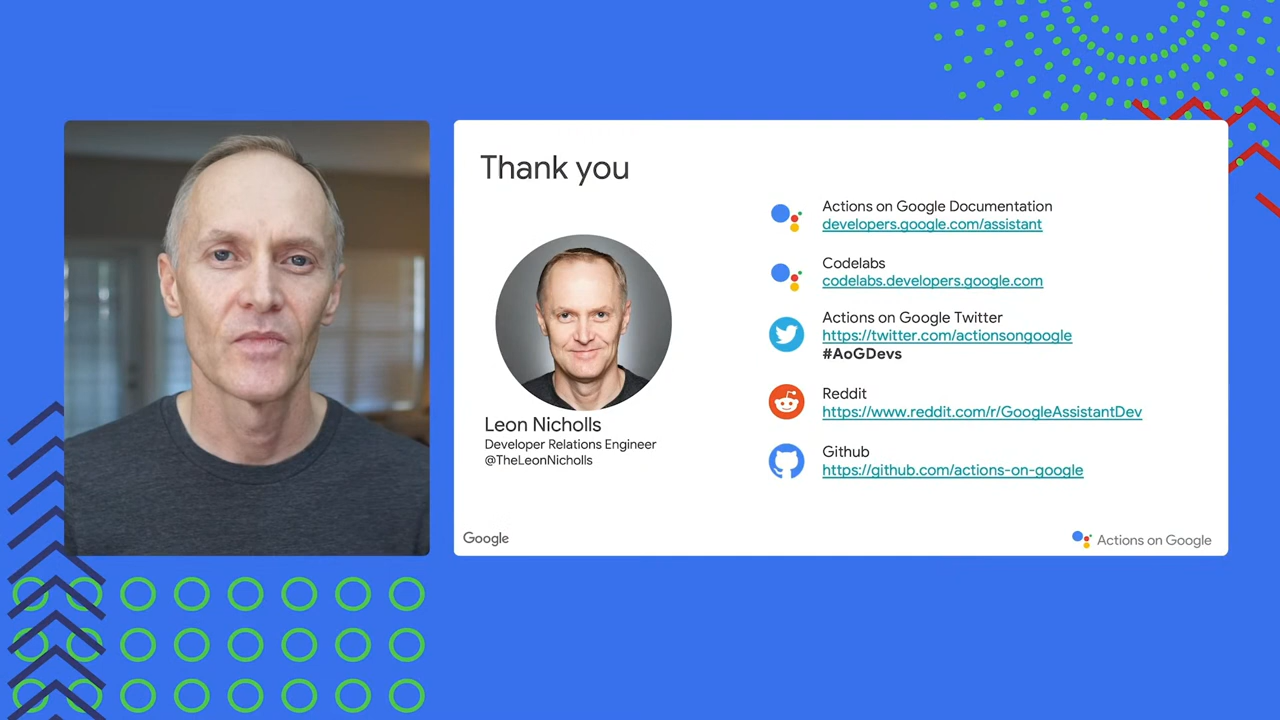 Thank you
Leon Nicholls
Developer Relations Engineer
@TheLeonNicholls
Actions on Google Documentation
developers.google.com/assistant
Codelabs
codelabs.developers.google.com
Actions on Google Twitter
https://twitter.com/actionsongoogle
#AoGDevs
Reddit
https://www.reddit.com/r/GoogleAssistantDev
Github
https://github.com/actions-on-google
Google
Actions on Google